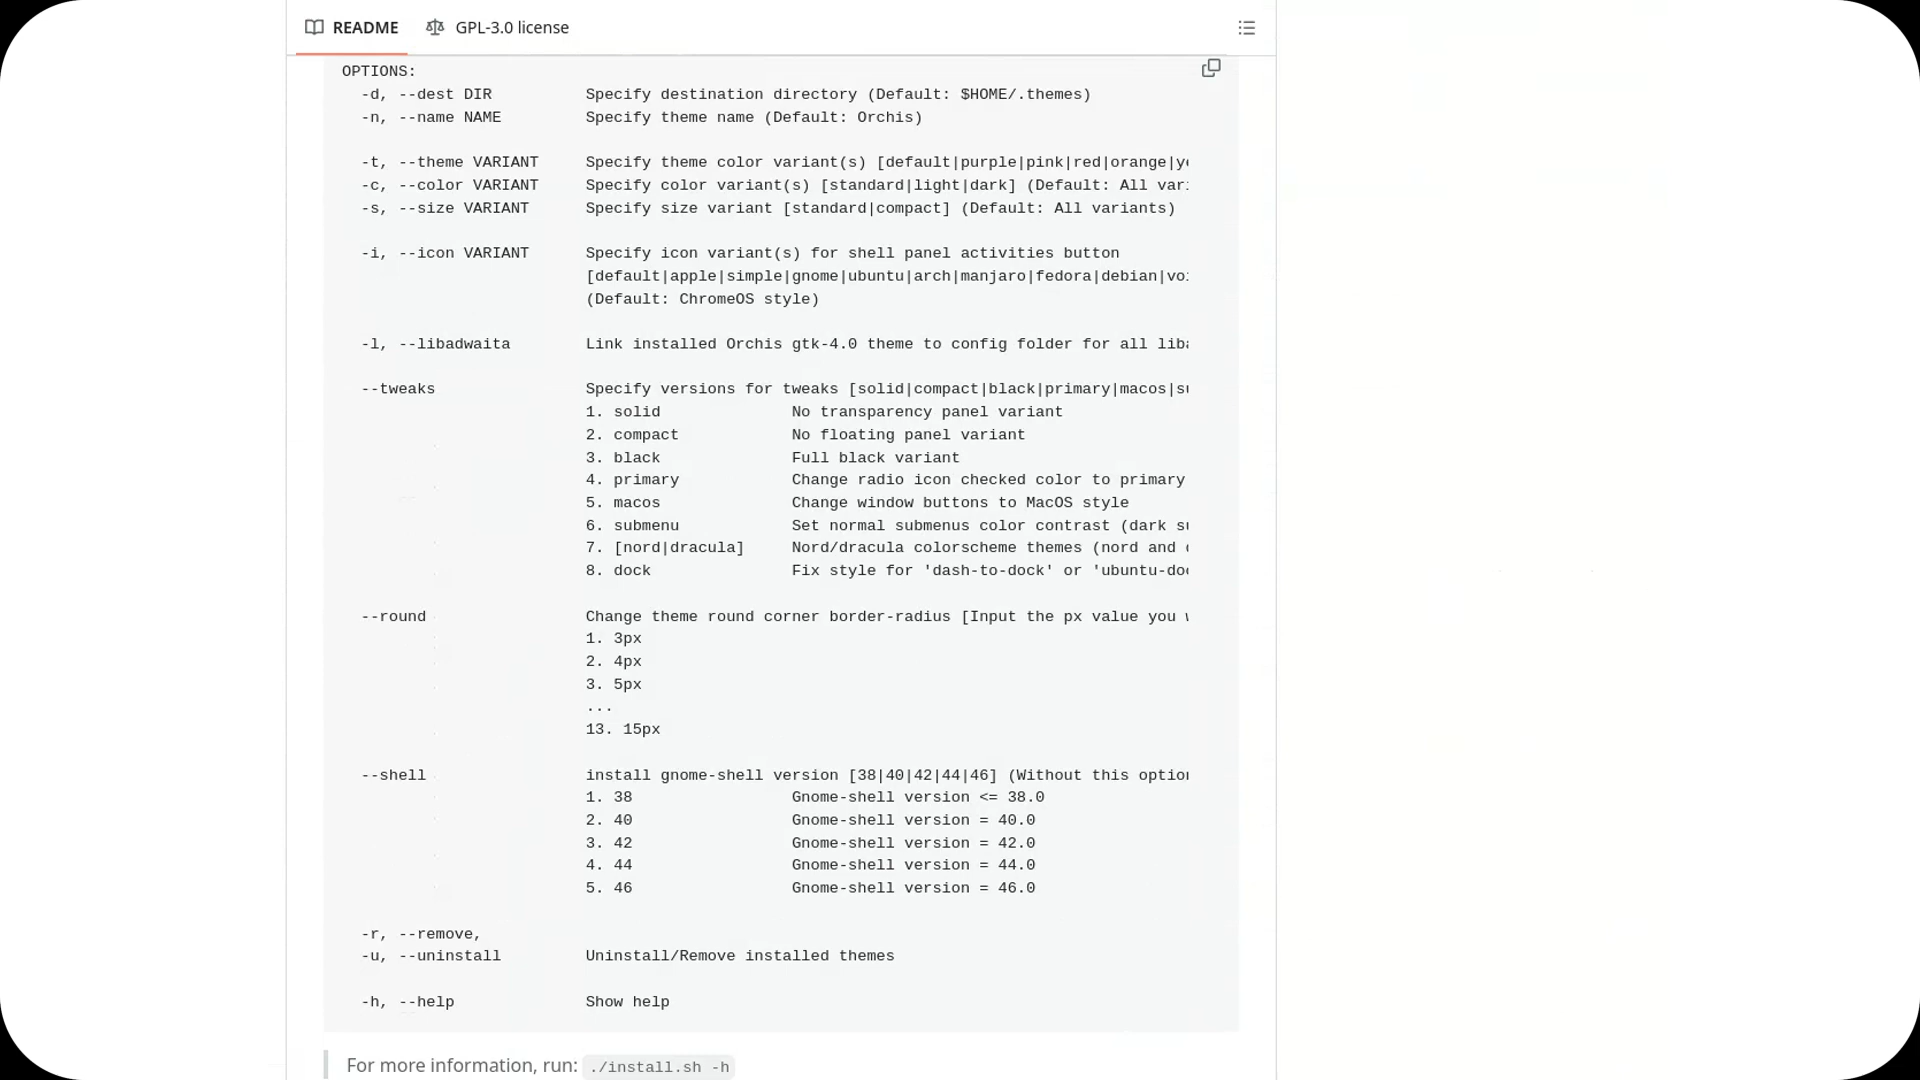 README GPL-3.0 license
OPTIONS:
-d, --dest DIR Specify destination directory (Default: $HOME/.themes)
-n, --name NAME Specify theme name (Default: Orchis)
-t, --theme VARIANT Specify theme color variant(s) [default|purple|pink|red|orange|ye
-c, --color VARIANT Specify color variant(s) [standard|light|dark] (Default: All vari
-s, --size VARIANT Specify size variant [standard|compact] (Default: All variants)
-i, --icon VARIANT Specify icon variant(s) for shell panel activities button
[default|apple|simple|gnome|ubuntu|arch|manjaro|fedora|debian|voi
(Default: ChromeOS style)
-l, --libadwaita Link installed Orchis gtk-4.0 theme to config folder for all liba
--tweaks Specify versions for tweaks [solid|compact|black|primary|macos|su
1. solid No transparency panel variant
2. compact No floating panel variant
3. black Full black variant
4. primary Change radio icon checked color to primary
5. macos Change window buttons to MacOS style
6. submenu Set normal submenus color contrast (dark su
7. [nord|dracula] Nord/dracula colorscheme themes (nord and d
8. dock Fix style for 'dash-to-dock' or 'ubuntu-doc
--round Change theme round corner border-radius [Input the px value you w
1. 3px
2. 4px
3. 5px
...
13. 15px
--shell install gnome-shell version [38|40|42|44|46] (Without this option
1. 38 Gnome-shell version <= 38.0
2. 40 Gnome-shell version = 40.0
3. 42 Gnome-shell version = 42.0
4. 44 Gnome-shell version = 44.0
5. 46 Gnome-shell version = 46.0
-r, --remove,
-u, --uninstall Uninstall/Remove installed themes
-h, --help Show help
For more information, run: ./install.sh -h